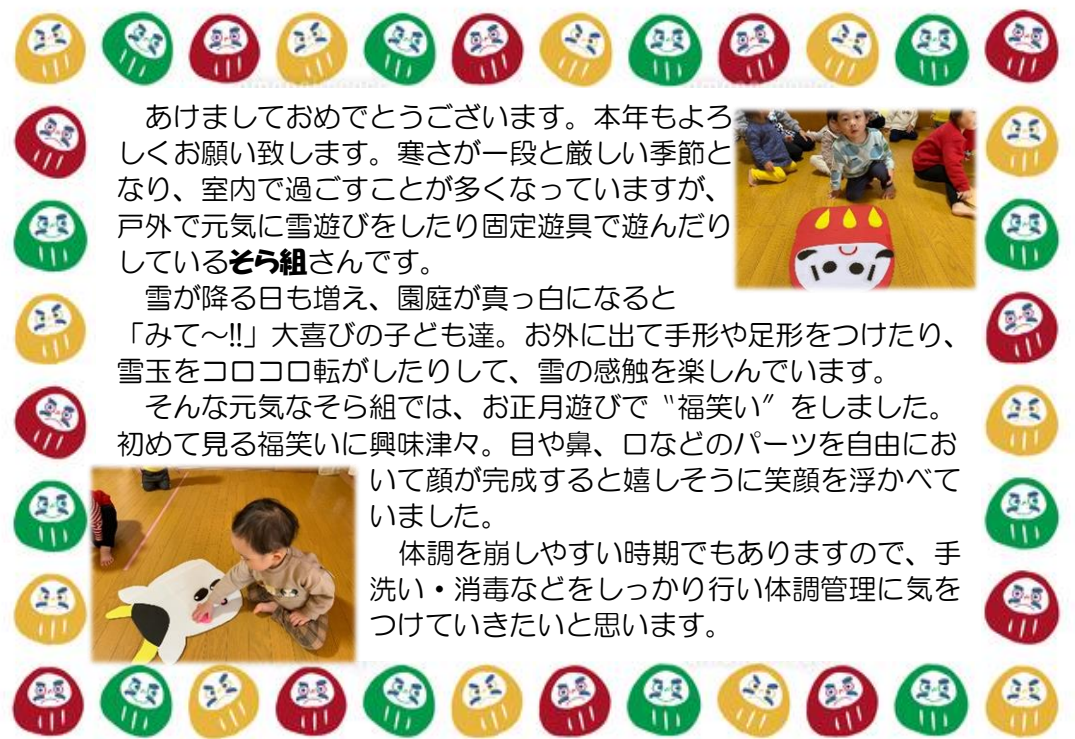 あけましておめでとうございます。本年もよろ
しくお願い致します。寒さが一段と厳しい季節と
なり、室内で過ごすことが多くなっていますが、
戸外で元気に雪遊びをしたり固定遊具で遊んだり
しているそら組さんです。
雪が降る日も増え、園庭が真っ白になると
「みて～!!」大喜びの子ども達。お外に出て手形や足形をつけたり、
雪玉をコロコロ転がしたりして、雪の感触を楽しんでいます。
そんな元気なそら組では、お正月遊びで〝福笑い〞をしました。
初めて見る福笑いに興味津々。目や鼻、口などのパーツを自由にお
いて顔が完成すると嬉しそうに笑顔を浮かべて
いました。
体調を崩しやすい時期でもありますので、手
洗い・消毒などをしっかり行い体調管理に気を
つけていきたいと思います。